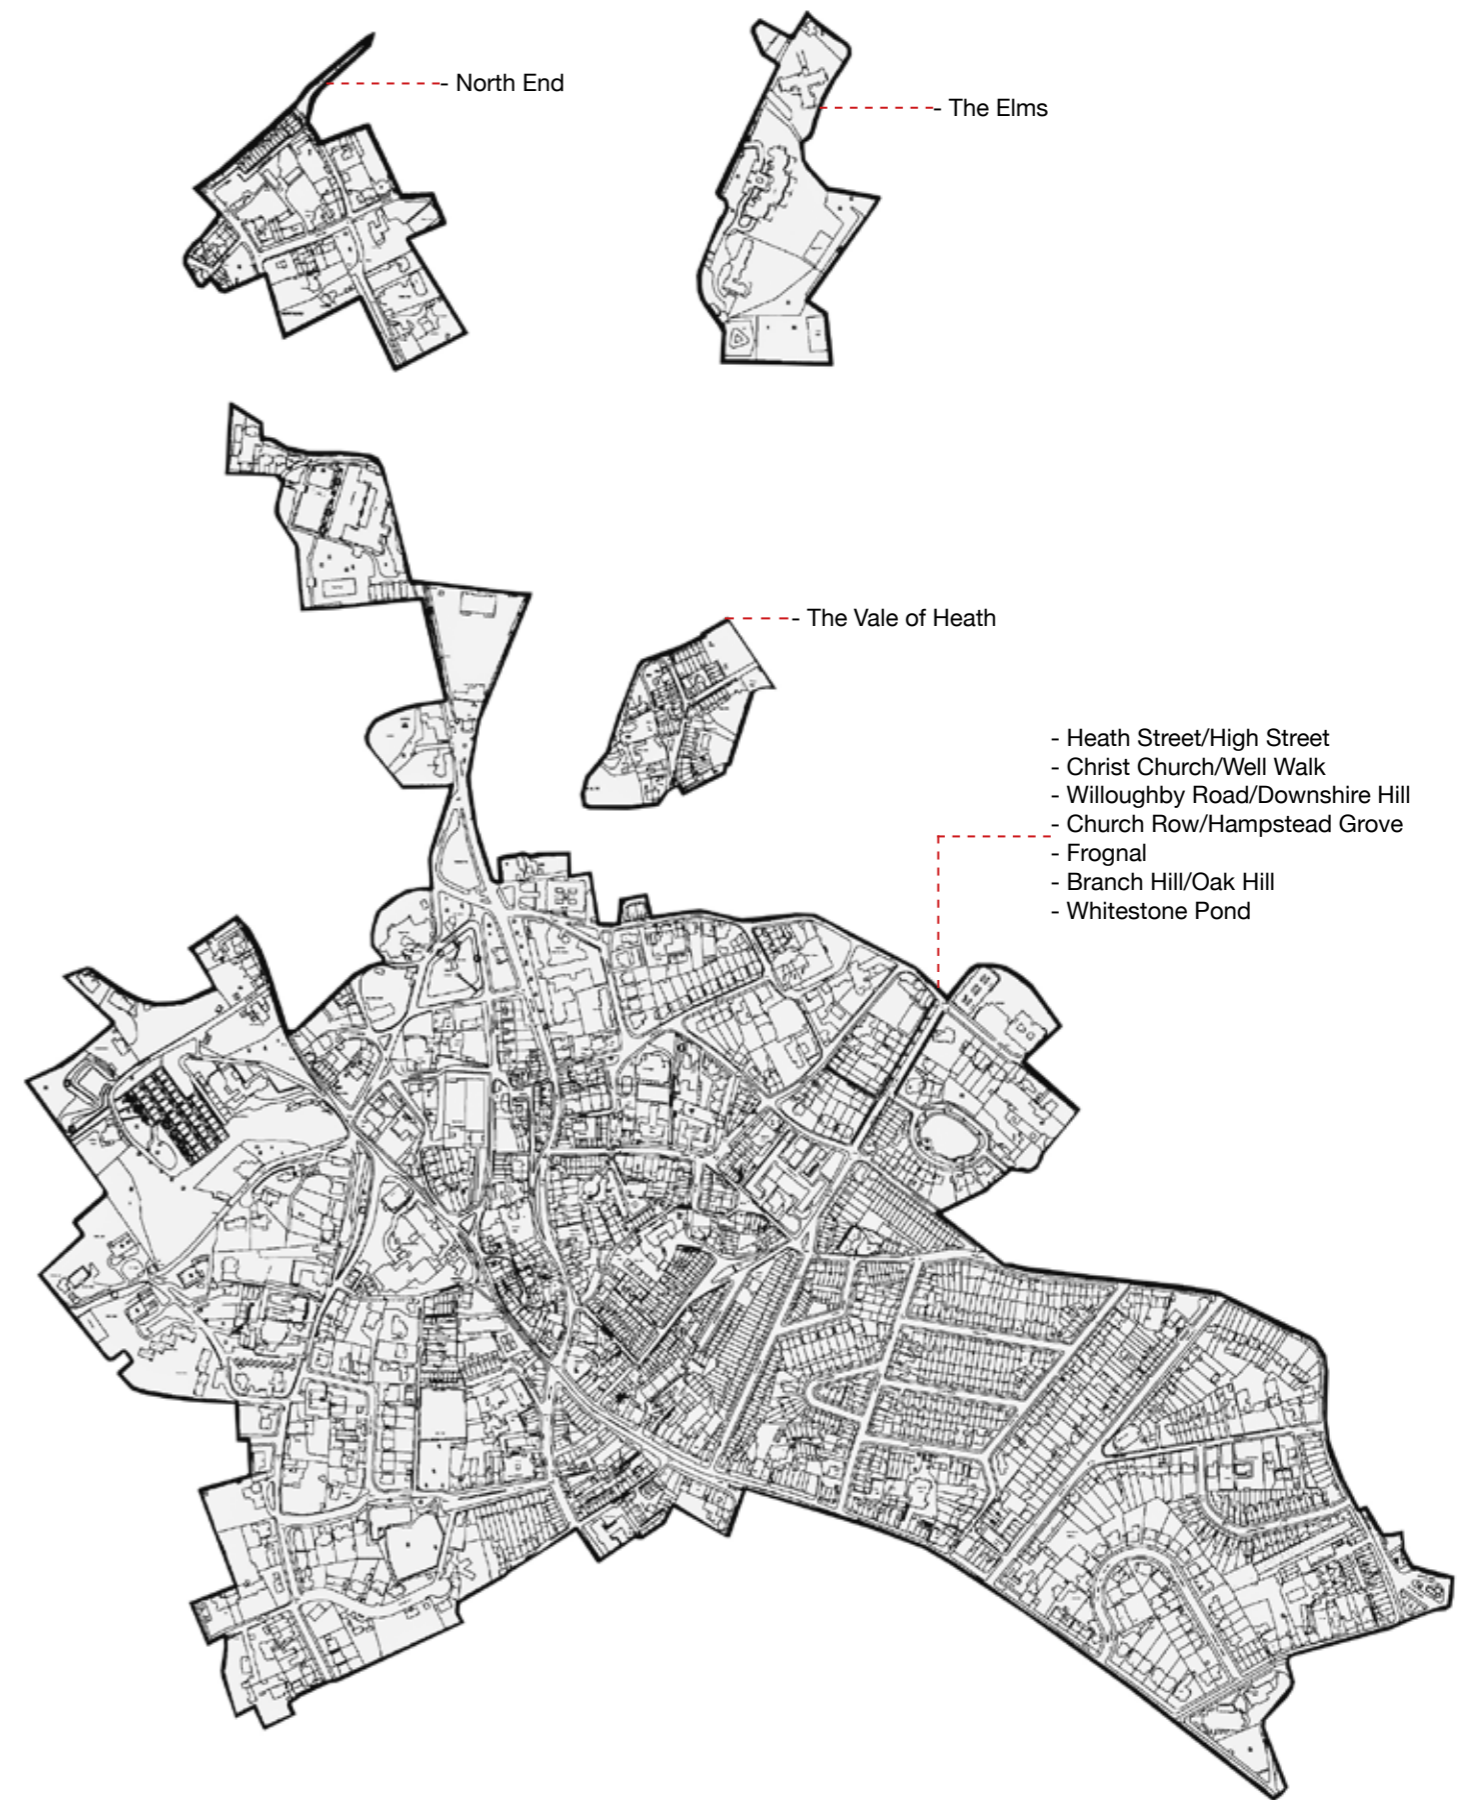 - North End
- The Elms
- The Vale of Heath
- Heath Street/High Street
- Christ Church/Well Walk
- Willoughby Road/Downshire Hill
- Church Row/Hampstead Grove
- Frognal
- Branch Hill/Oak Hill
- Whitestone Pond